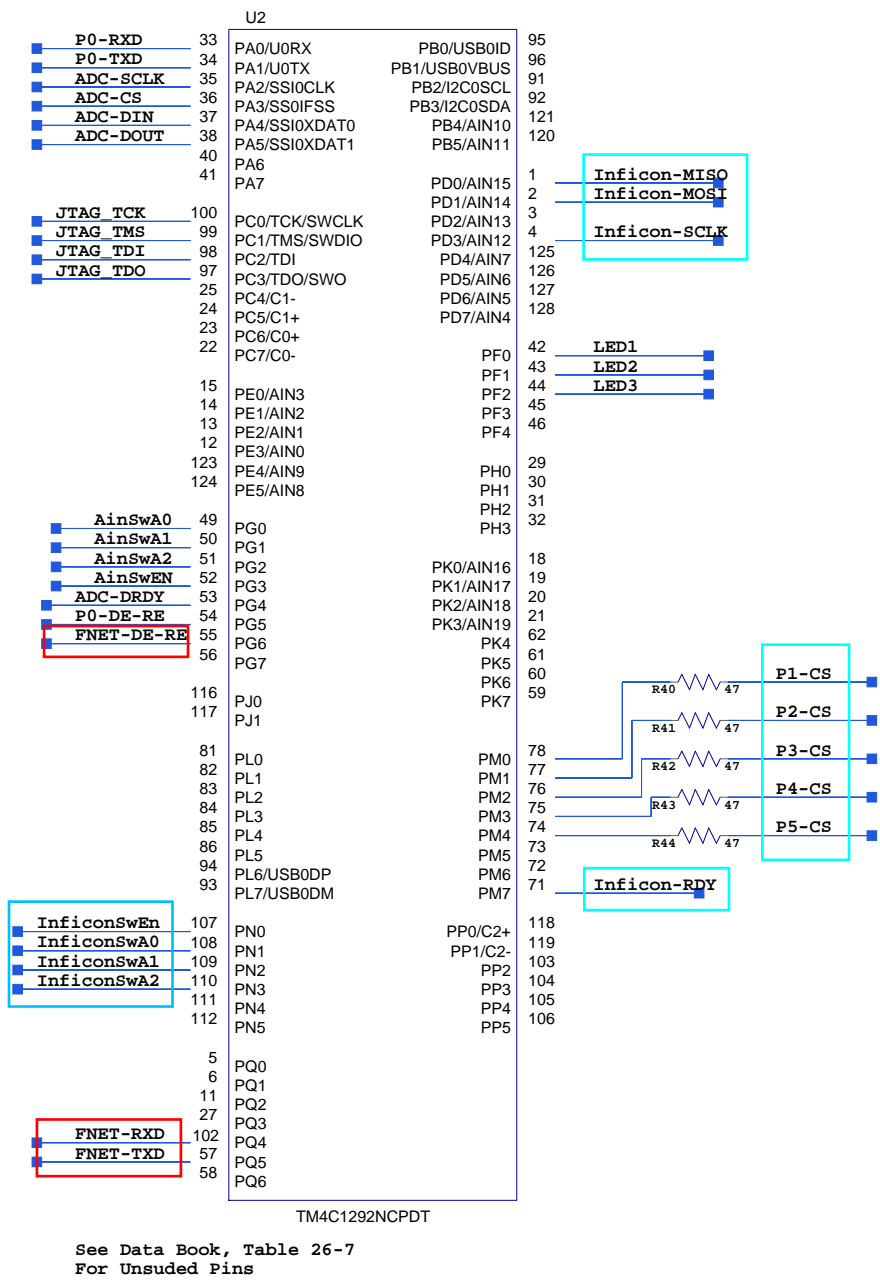 U2
P0-RXD 33 PA0/U0RX
P0-TXD 34 PA1/U0TX
ADC-SCLK 35 PA2/SSI0CLK
ADC-CS 36 PA3/SS0IFSS
ADC-DIN 37 PA4/SSI0XDAT0
ADC-DOUT 38 PA5/SSI0XDAT1
40 PA6
41 PA7
JTAG_TCK 100 PC0/TCK/SWCLK
JTAG_TMS 99 PC1/TMS/SWDIO
JTAG_TDI 98 PC2/TDI
JTAG_TDO 97 PC3/TDO/SWO
25 PC4/C1-
24 PC5/C1+
23 PC6/C0+
22 PC7/C0-
15 PE0/AIN3
14 PE1/AIN2
13 PE2/AIN1
12 PE3/AIN0
123 PE4/AIN9
124 PE5/AIN8
AinSwA0 49 PG0
AinSwA1 50 PG1
AinSwA2 51 PG2
AinSwEN 52 PG3
ADC-DRDY 53 PG4
P0-DE-RE 54 PG5
FNET-DE-RE 55 PG6
56 PG7
116 PJ0
117 PJ1
81 PL0
82 PL1
83 PL2
84 PL3
85 PL4
86 PL5
94 PL6/USB0DP
93 PL7/USB0DM
InficonSwEn 107 PN0
InficonSwA0 108 PN1
InficonSwA1 109 PN2
InficonSwA2 110 PN3
111 PN4
112 PN5
5 PQ0
6 PQ1
11 PQ2
27 PQ3
FNET-RXD 102 PQ4
FNET-TXD 57 PQ5
58 PQ6
PB0/USB0ID 95
PB1/USB0VBUS 96
PB2/I2C0SCL 91
PB3/I2C0SDA 92
PB4/AIN10 121
PB5/AIN11 120
PD0/AIN15 1 Inficon-MISO
PD1/AIN14 2 Inficon-MOSI
PD2/AIN13 3
PD3/AIN12 4 Inficon-SCLK
PD4/AIN7 125
PD5/AIN6 126
PD6/AIN5 127
PD7/AIN4 128
PF0 42 LED1
PF1 43 LED2
PF2 44 LED3
PF3 45
PF4 46
PH0 29
PH1 30
PH2 31
PH3 32
PK0/AIN16 18
PK1/AIN17 19
PK2/AIN18 20
PK3/AIN19 21
PK4 62
PK5 61
PK6 60
PK7 59
R40 47 P1-CS
R41 47 P2-CS
R42 47 P3-CS
R43 47 P4-CS
R44 47 P5-CS
PM0 78
PM1 77
PM2 76
PM3 75
PM4 74
PM5 73
PM6 72
PM7 71 Inficon-RDY
PP0/C2+ 118
PP1/C2- 119
PP2 103
PP3 104
PP4 105
PP5 106
TM4C1292NCPDT
See Data Book, Table 26-7
For Unsuded Pins